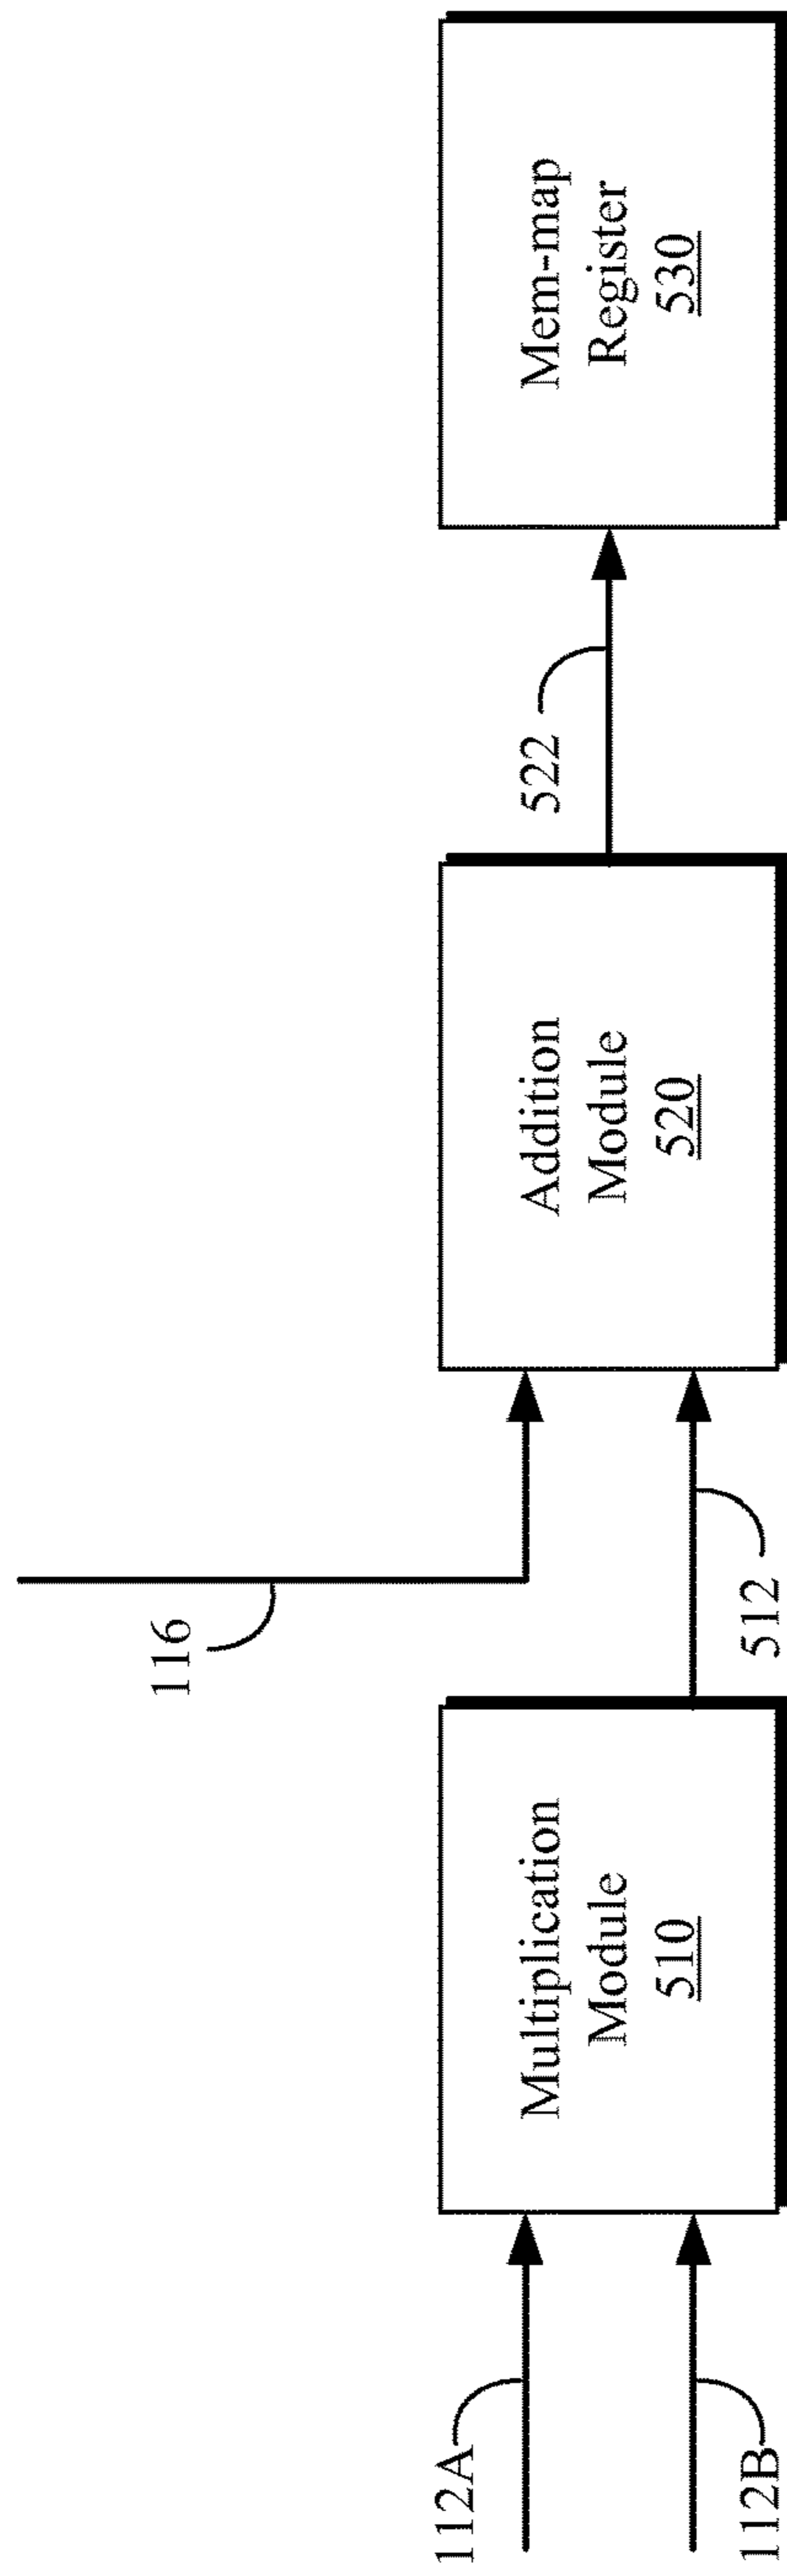 112A
112B
Multiplication
Module
510
116
512
Addition
Module
520
522
Mem-map
Register
530